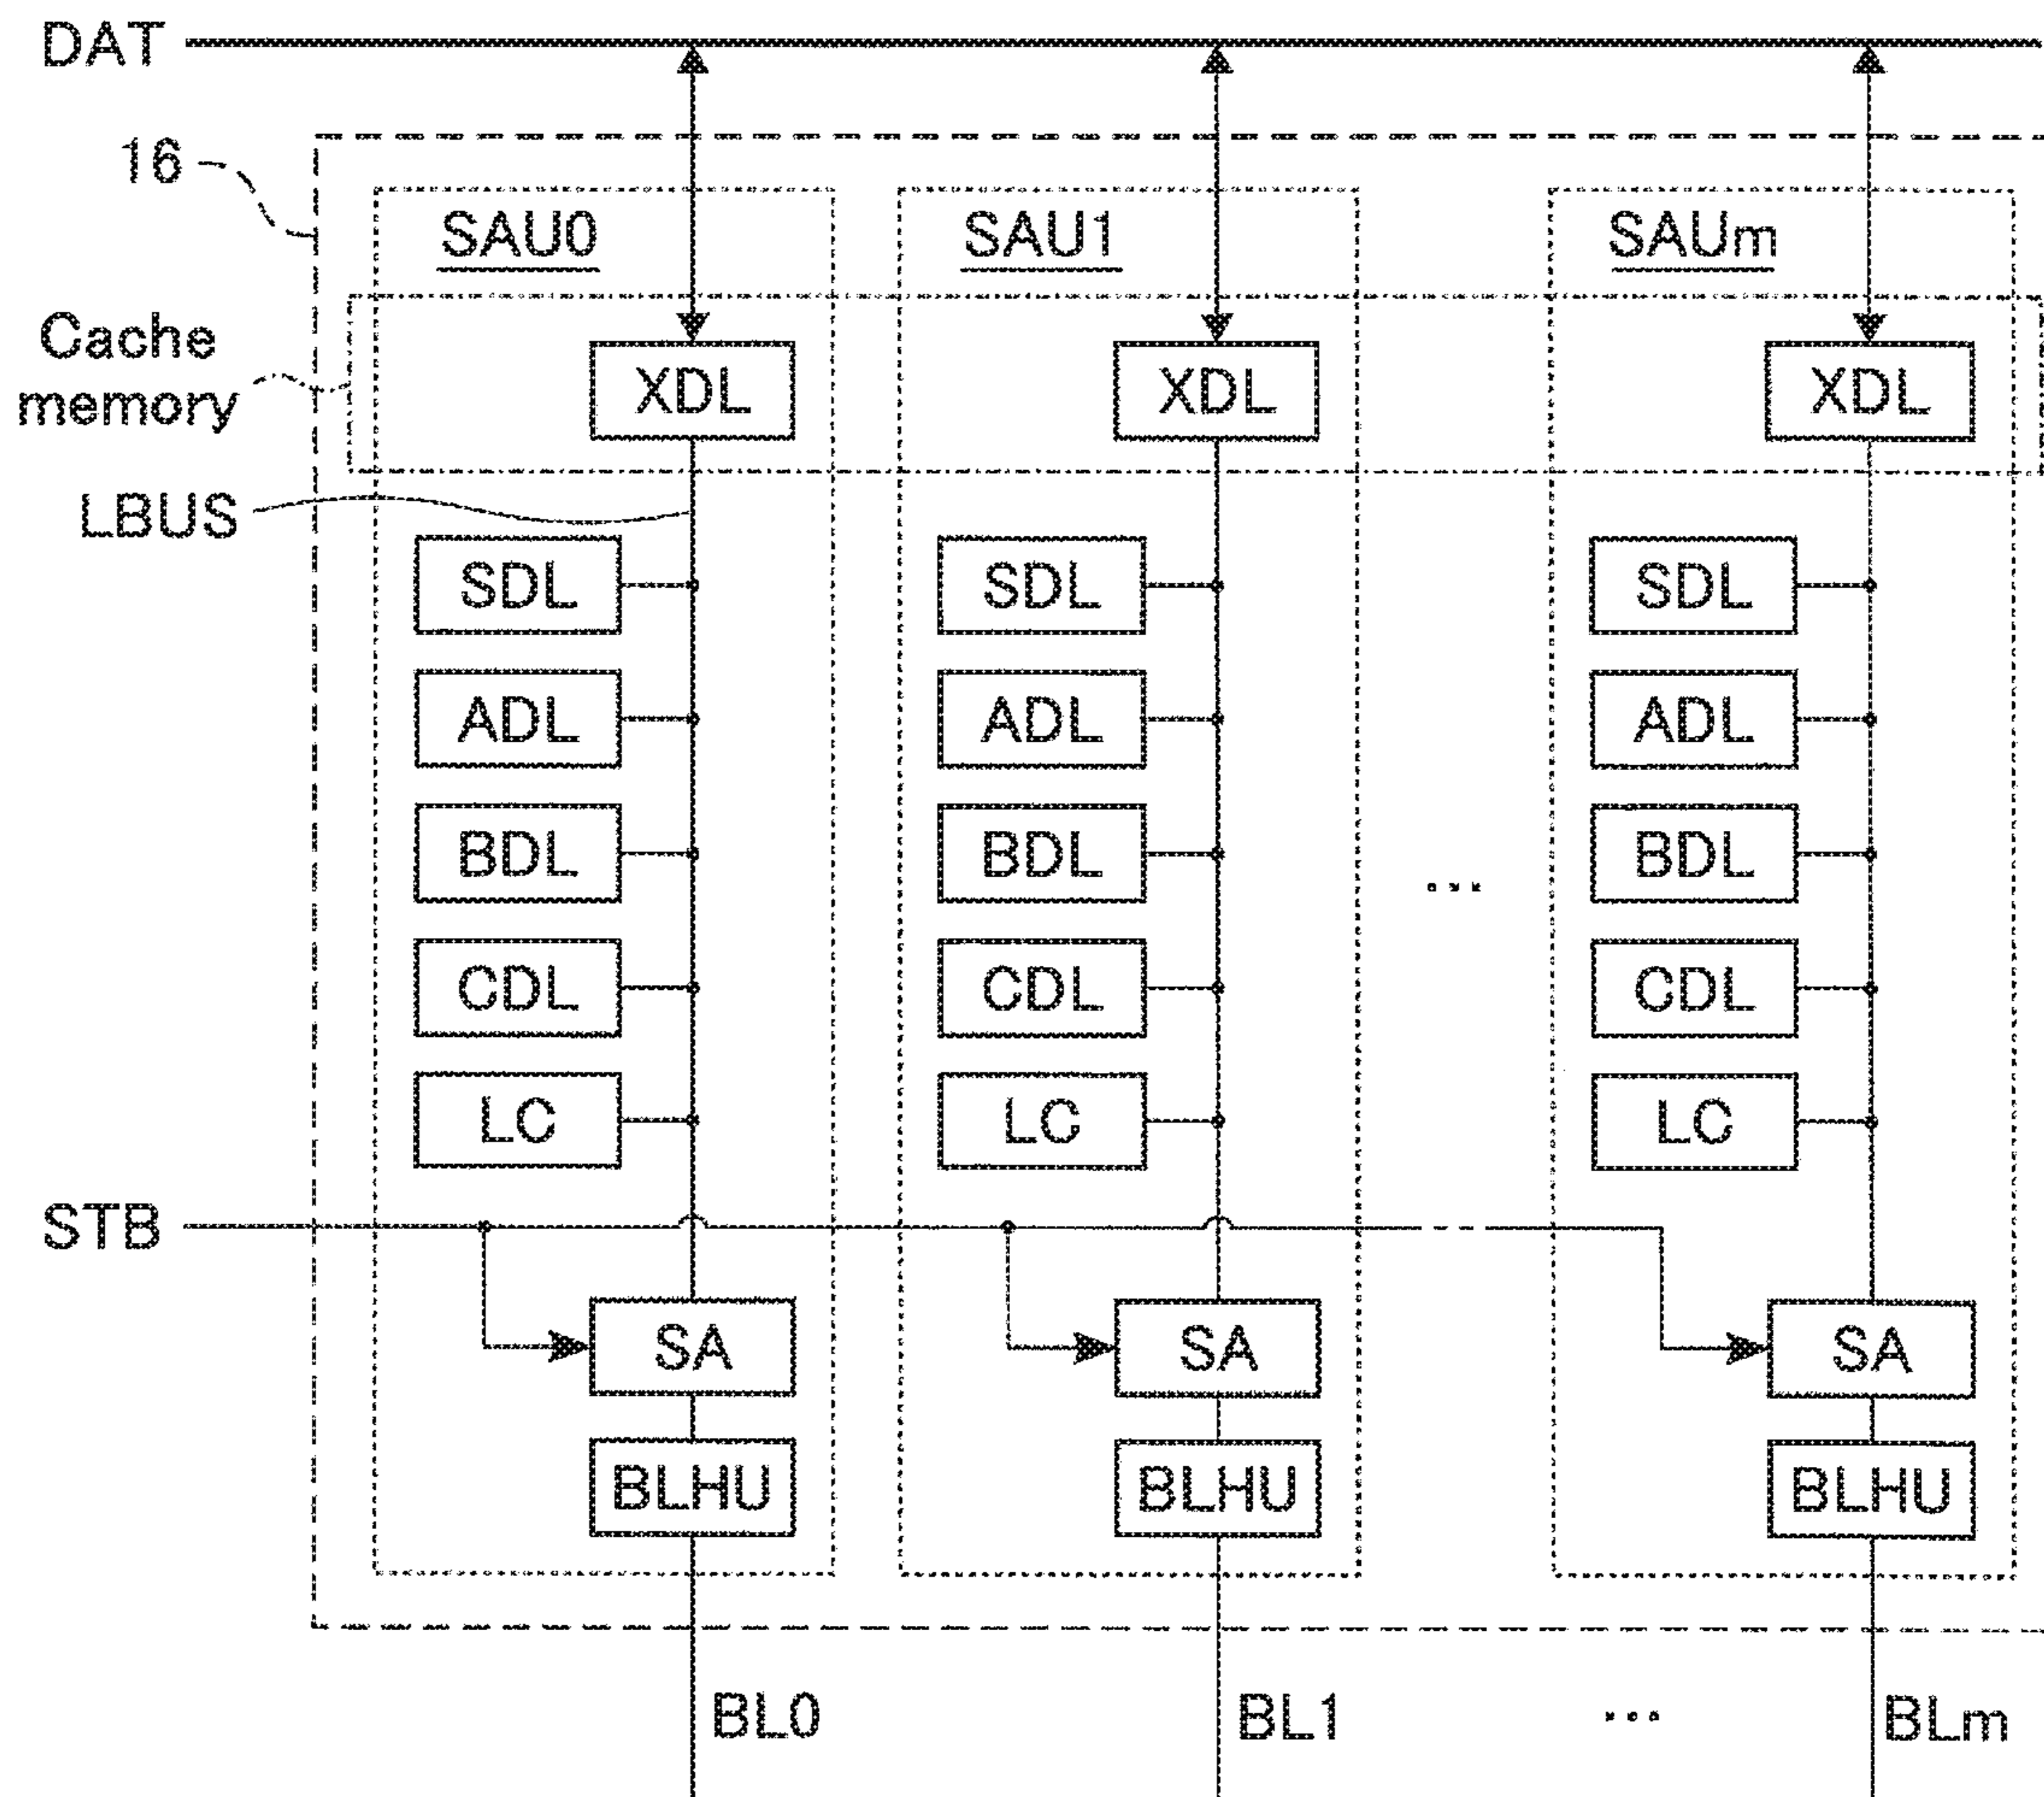 DAT
16
SAU0 SAU1 SAUm
Cache
memory
XDL XDL XDL
LBUS
SDL SDL SDL
ADL ADL ADL
BDL BDL BDL
...
CDL CDL CDL
LC LC LC
STB
SA SA SA
BLHU BLHU BLHU
BL0 BL1 ... BLm